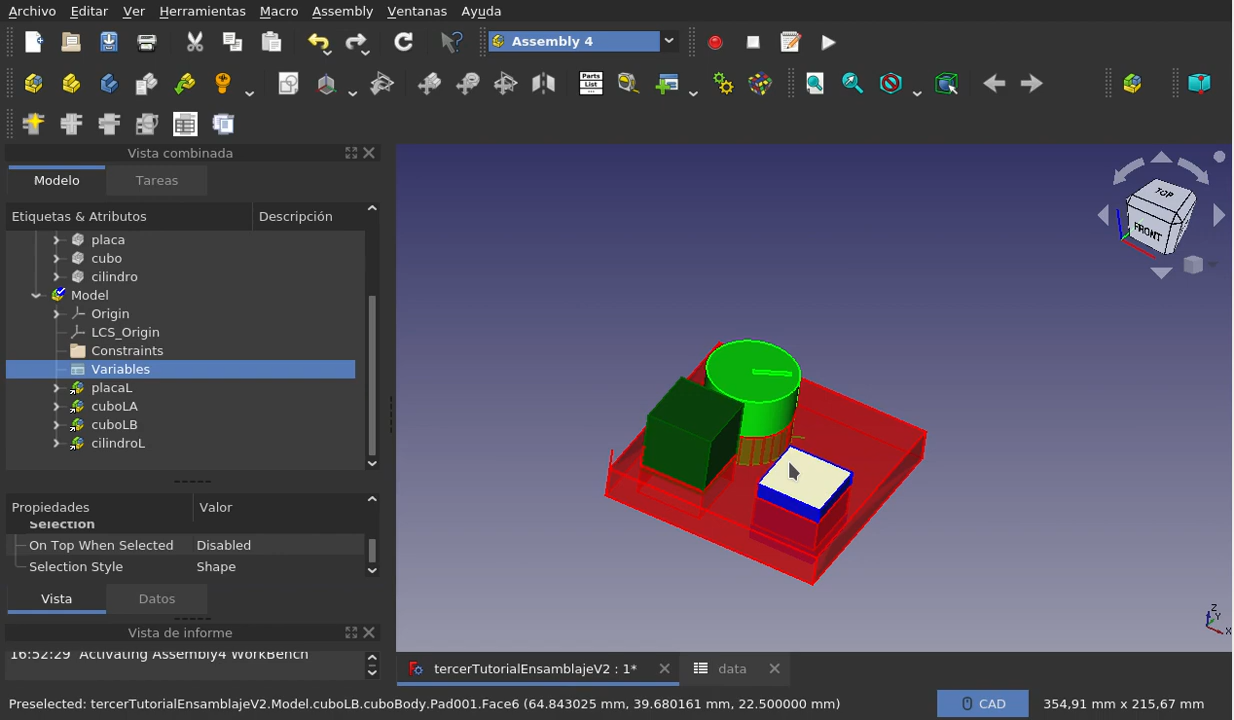 Archivo Editar Ver Herramientas Macro Assembly Ventanas Ayuda
Assembly 4
Parts
List
Vista combinada
Modelo Tareas
Etiquetas & Atributos Descripción
placa
cubo
cilindro
Model
Origin
LCS_Origin
Constraints
Variables
placaL
cuboLA
cuboLB
cilindroL
Propiedades Valor
Selection
On Top When Selected Disabled
Selection Style Shape
Vista Datos
Vista de informe
16:52:29 Activating Assembly4 WorkBench
TOP
FRONT
Z
Y
X
tercerTutorialEnsamblajeV2 : 1* data
Preselected: tercerTutorialEnsamblajeV2.Model.cuboLB.cuboBody.Pad001.Face6 (64.843025 mm, 39.680161 mm, 22.500000 mm) CAD 354,91 mm x 215,67 mm